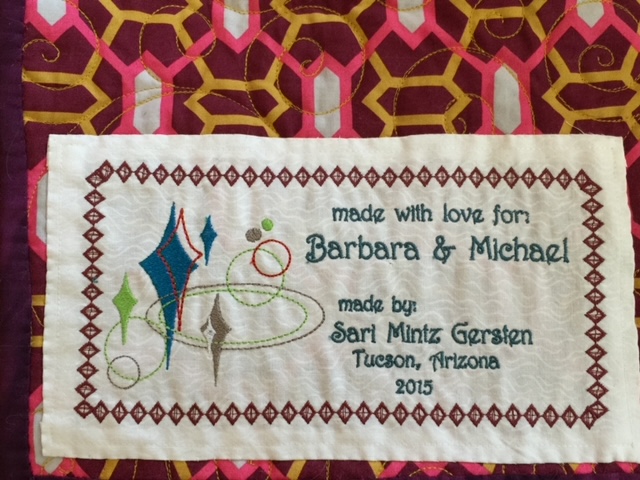 made with love for:
Barbara & Michael
made by:
Sari Mintz Gersten
Tucson, Arizona
2015